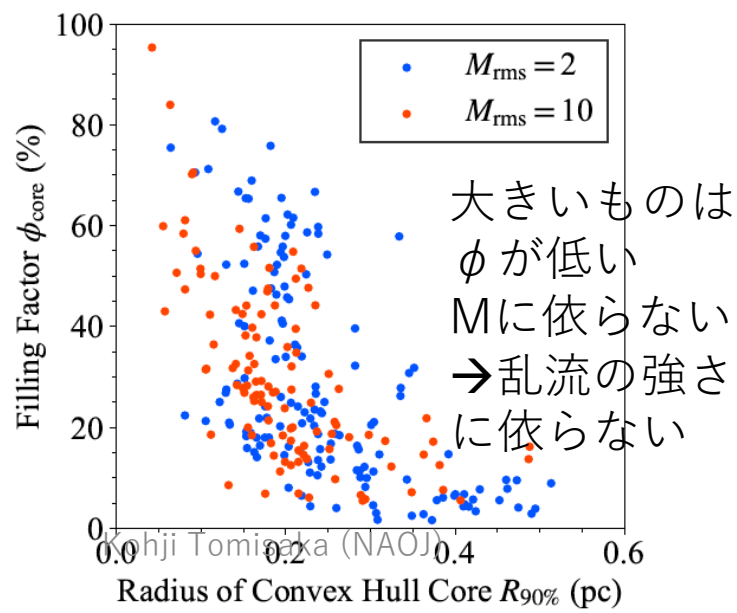 100
80
60
40
20
0
Filling Factor ϕcore (%)
Mrms = 2
Mrms = 10
大きいものは
φが低い
Mに依らない
→乱流の強さ
に依らない
Kohji Tomisaka (NAOJ)
0.0 0.2 0.4 0.6
Radius of Convex Hull Core R90% (pc)